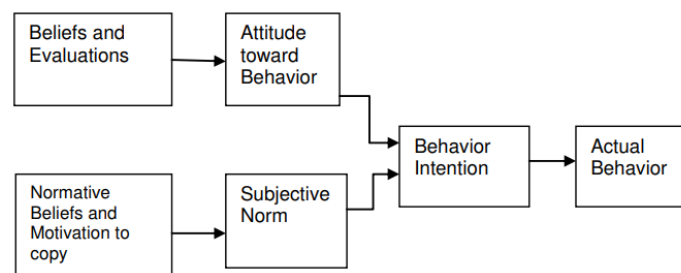 Beliefs and
Evaluations
Attitude
toward
Behavior
Behavior
Intention
Actual
Behavior
Normative
Beliefs and
Motivation to
copy
Subjective
Norm